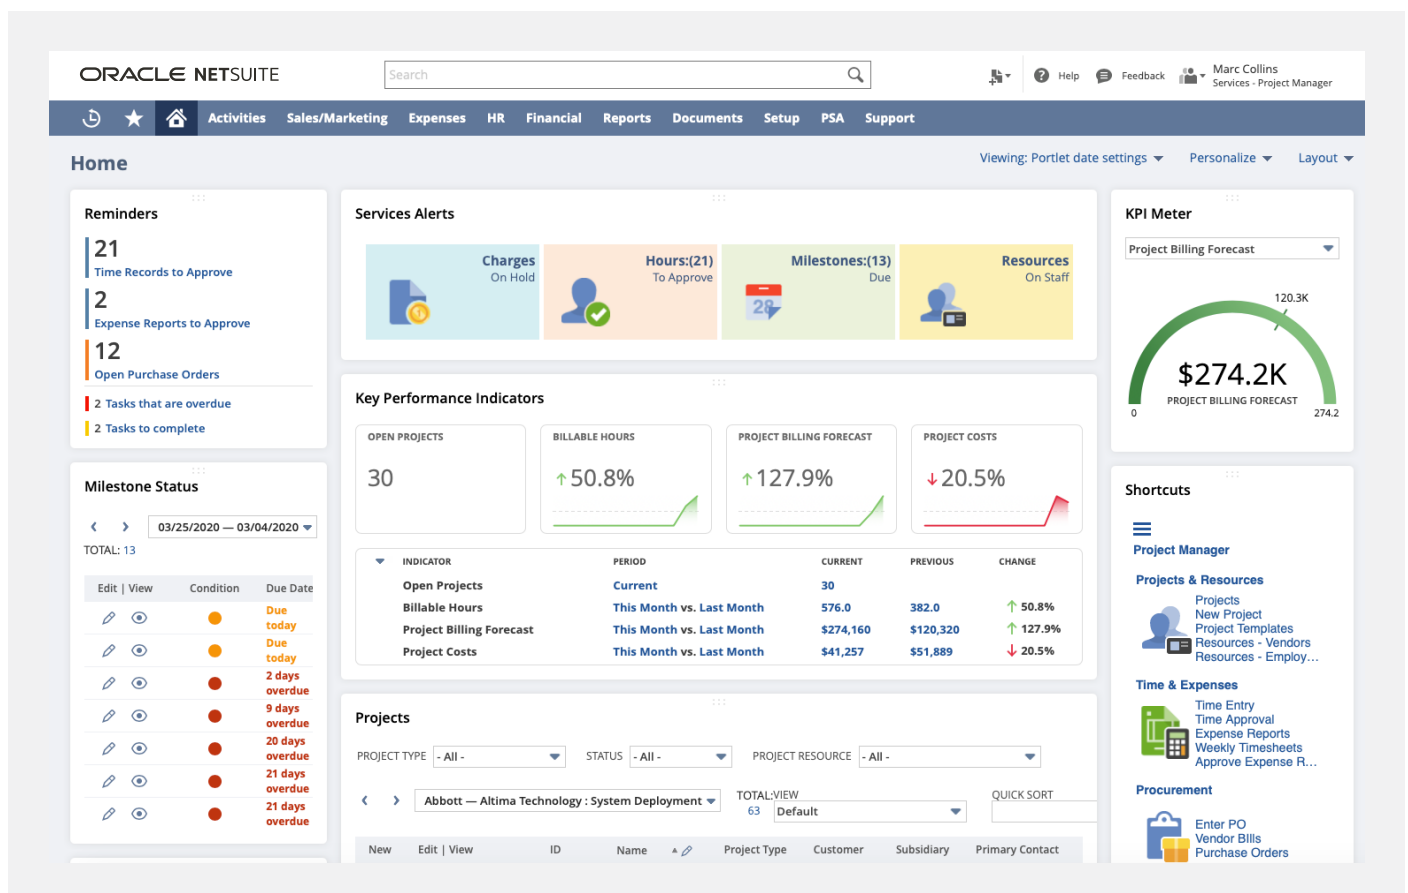 ORACLE NETSUITE
Search
Help
Feedback
Marc Collins
Services - Project Manager
Activities Sales/Marketing Expenses HR Financial Reports Documents Setup PSA Support
Home
Viewing: Portlet date settings Personalize Layout
Reminders
21
Time Records to Approve
2
Expense Reports to Approve
12
Open Purchase Orders
2 Tasks that are overdue
2 Tasks to complete
Milestone Status
03/25/2020 — 03/04/2020
TOTAL: 13
Edit | View Condition Due Date
Due
today
Due
today
2 days
overdue
9 days
overdue
20 days
overdue
21 days
overdue
21 days
overdue
Services Alerts
Charges
On Hold
Hours:(21)
To Approve
28
Milestones:(13)
Due
Resources
On Staff
Key Performance Indicators
OPEN PROJECTS
30
BILLABLE HOURS
↑50.8%
PROJECT BILLING FORECAST
↑127.9%
PROJECT COSTS
↓20.5%
INDICATOR PERIOD CURRENT PREVIOUS CHANGE
Open Projects Current 30
Billable Hours This Month vs. Last Month 576.0 382.0 ↑ 50.8%
Project Billing Forecast This Month vs. Last Month $274,160 $120,320 ↑ 127.9%
Project Costs This Month vs. Last Month $41,257 $51,889 ↓ 20.5%
Projects
PROJECT TYPE - All - STATUS - All - PROJECT RESOURCE - All -
Abbott — Altima Technology : System Deployment
TOTAL:
63
VIEW
Default
QUICK SORT
New Edit | View ID Name Project Type Customer Subsidiary Primary Contact
KPI Meter
Project Billing Forecast
120.3K
$274.2K
PROJECT BILLING FORECAST
0 274.2
Shortcuts
Project Manager
Projects & Resources
Projects
New Project
Project Templates
Resources - Vendors
Resources - Employ...
Time & Expenses
Time Entry
Time Approval
Expense Reports
Weekly Timesheets
Approve Expense R...
Procurement
Enter PO
Vendor BIlls
Purchase Orders